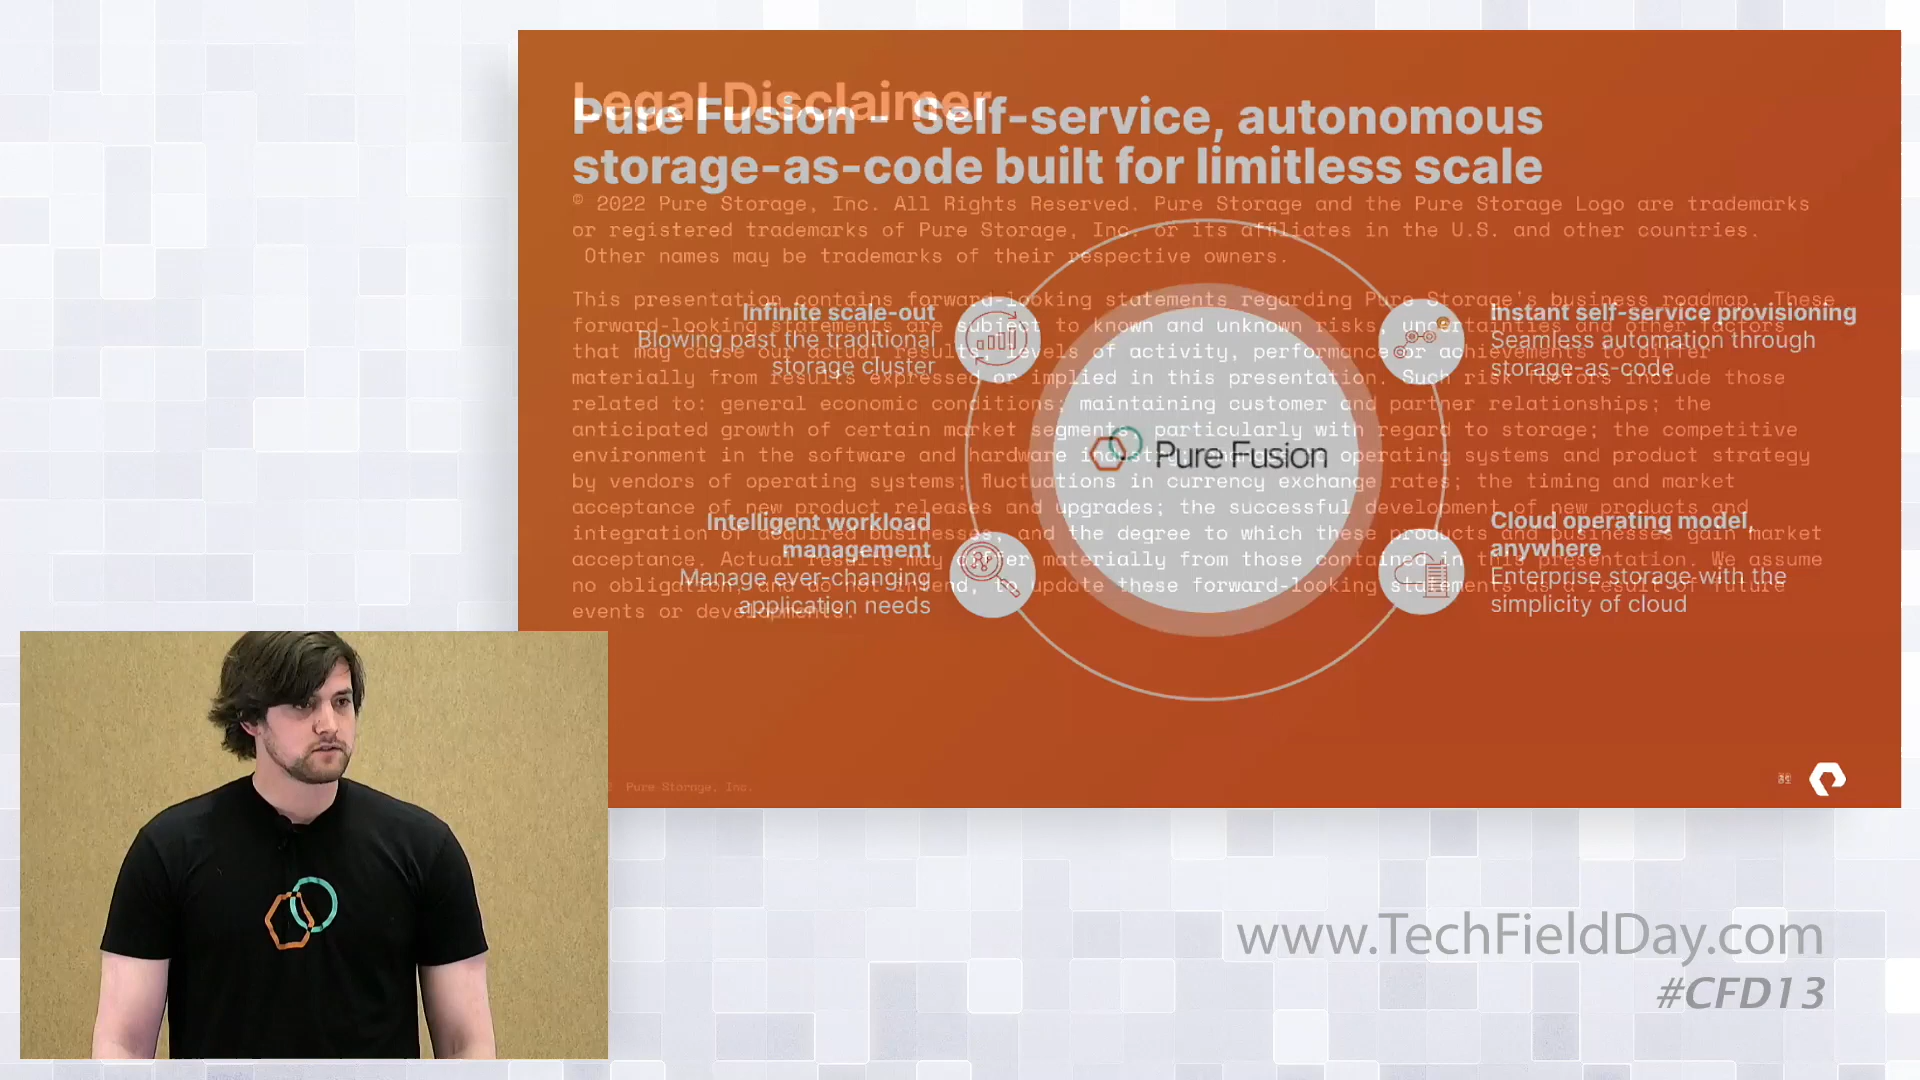 Legal Disclaimer
Pure Fusion – Self-service, autonomous
storage-as-code built for limitless scale
© 2022 Pure Storage, Inc. All Rights Reserved. Pure Storage and the Pure Storage Logo are trademarks
or registered trademarks of Pure Storage, Inc. or its affiliates in the U.S. and other countries.
Other names may be trademarks of their respective owners.
This presentation contains forward-looking statements regarding Pure Storage's business roadmap. These
forward-looking statements are subject to known and unknown risks, uncertainties and other factors
that may cause our actual results, levels of activity, performance or achievements to differ
materially from results expressed or implied in this presentation. Such risk factors include those
related to: general economic conditions; maintaining customer and partner relationships; the
anticipated growth of certain market segments, particularly with regard to storage; the competitive
environment in the software and hardware industry; changes to operating systems and product strategy
by vendors of operating systems; fluctuations in currency exchange rates; the timing and market
acceptance of new product releases and upgrades; the successful development of new products and
integration of acquired businesses; and the degree to which these products and businesses gain market
acceptance. Actual results may differ materially from those contained in this presentation. We assume
no obligation, and do not intend, to update these forward-looking statements as a result of future
events or developments.
Infinite scale-out
Blowing past the traditional
storage cluster
Instant self-service provisioning
Seamless automation through
storage-as-code
Pure Fusion
Intelligent workload
management
Manage ever-changing
application needs
Cloud operating model,
anywhere
Enterprise storage with the
simplicity of cloud
Pure Storage, Inc.
www.TechFieldDay.com
#CFD13